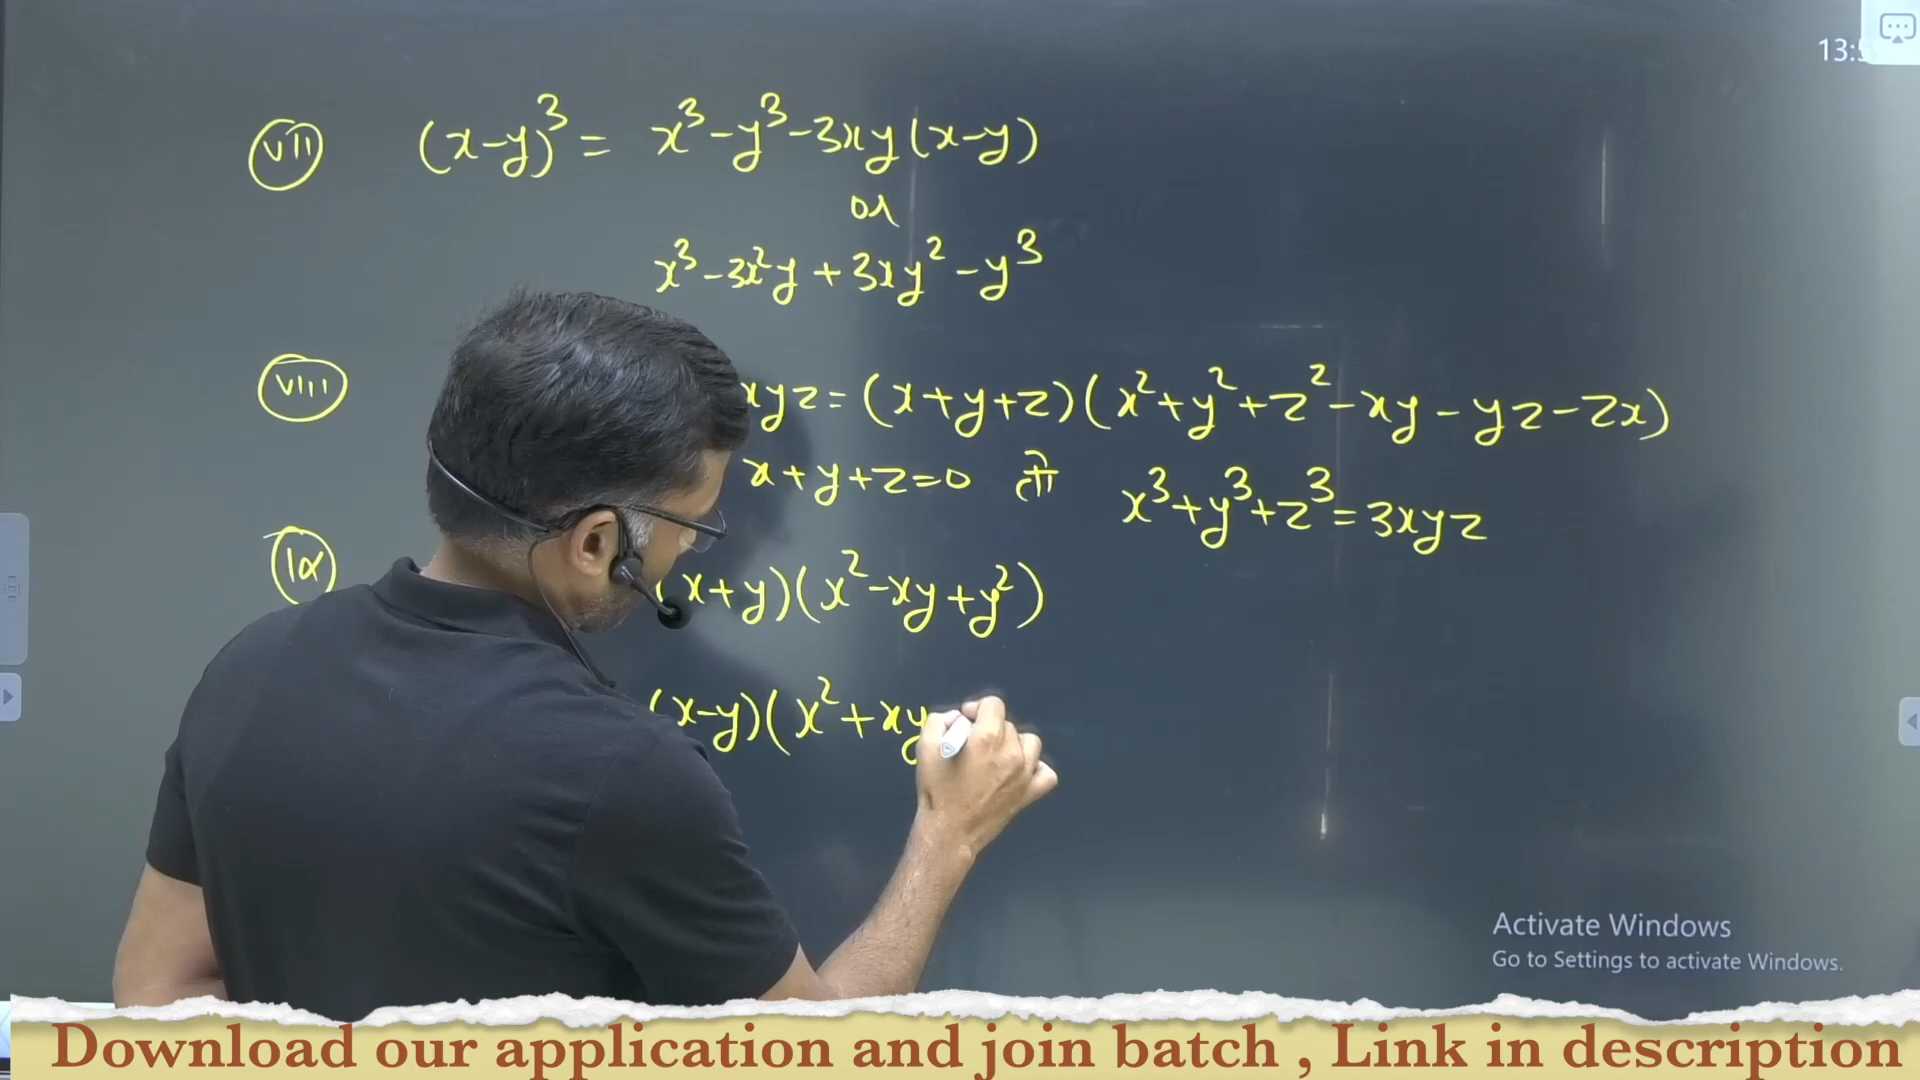 13:
(vii) (x-y)³ = x³-y³-3xy(x-y)
or
x³-3x²y+3xy²-y³
(viii) xyz=(x+y+z)(x²+y²+z²-xy-yz-zx)
x+y+z=0 तो x³+y³+z³=3xyz
(ix) (x+y)(x²-xy+y²)
(x-y)(x²+xy
Activate Windows
Go to Settings to activate Windows.
Download our application and join batch , Link in description